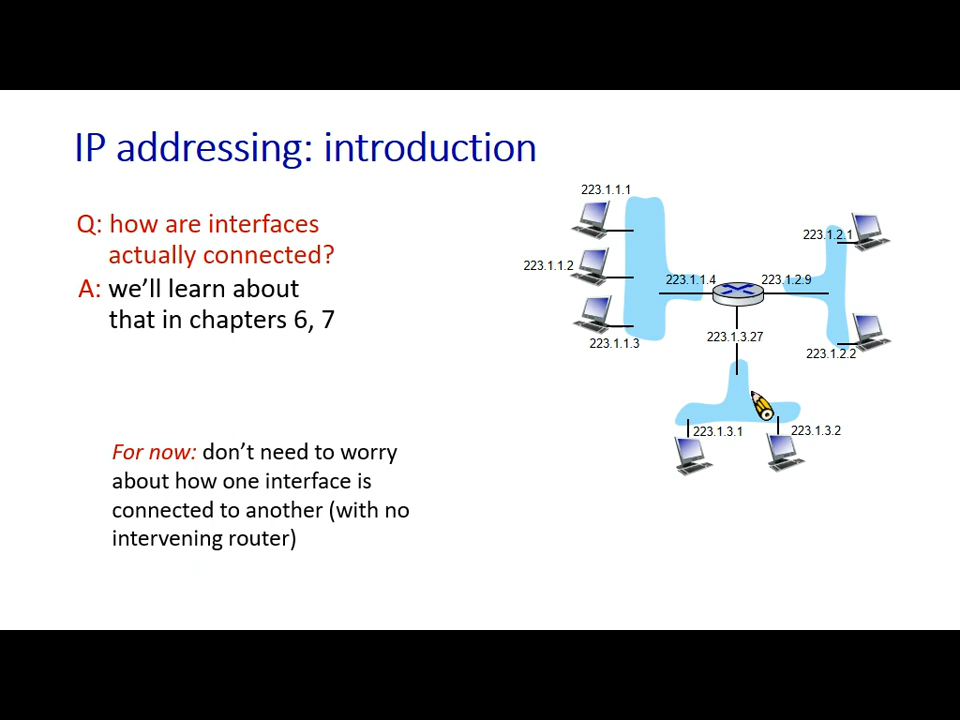 IP addressing: introduction
Q: how are interfaces
actually connected?
A: we'll learn about
that in chapters 6, 7
For now: don't need to worry
about how one interface is
connected to another (with no
intervening router)
223.1.1.1
223.1.1.2
223.1.1.3
223.1.1.4
223.1.2.9
223.1.2.1
223.1.2.2
223.1.3.27
223.1.3.1
223.1.3.2